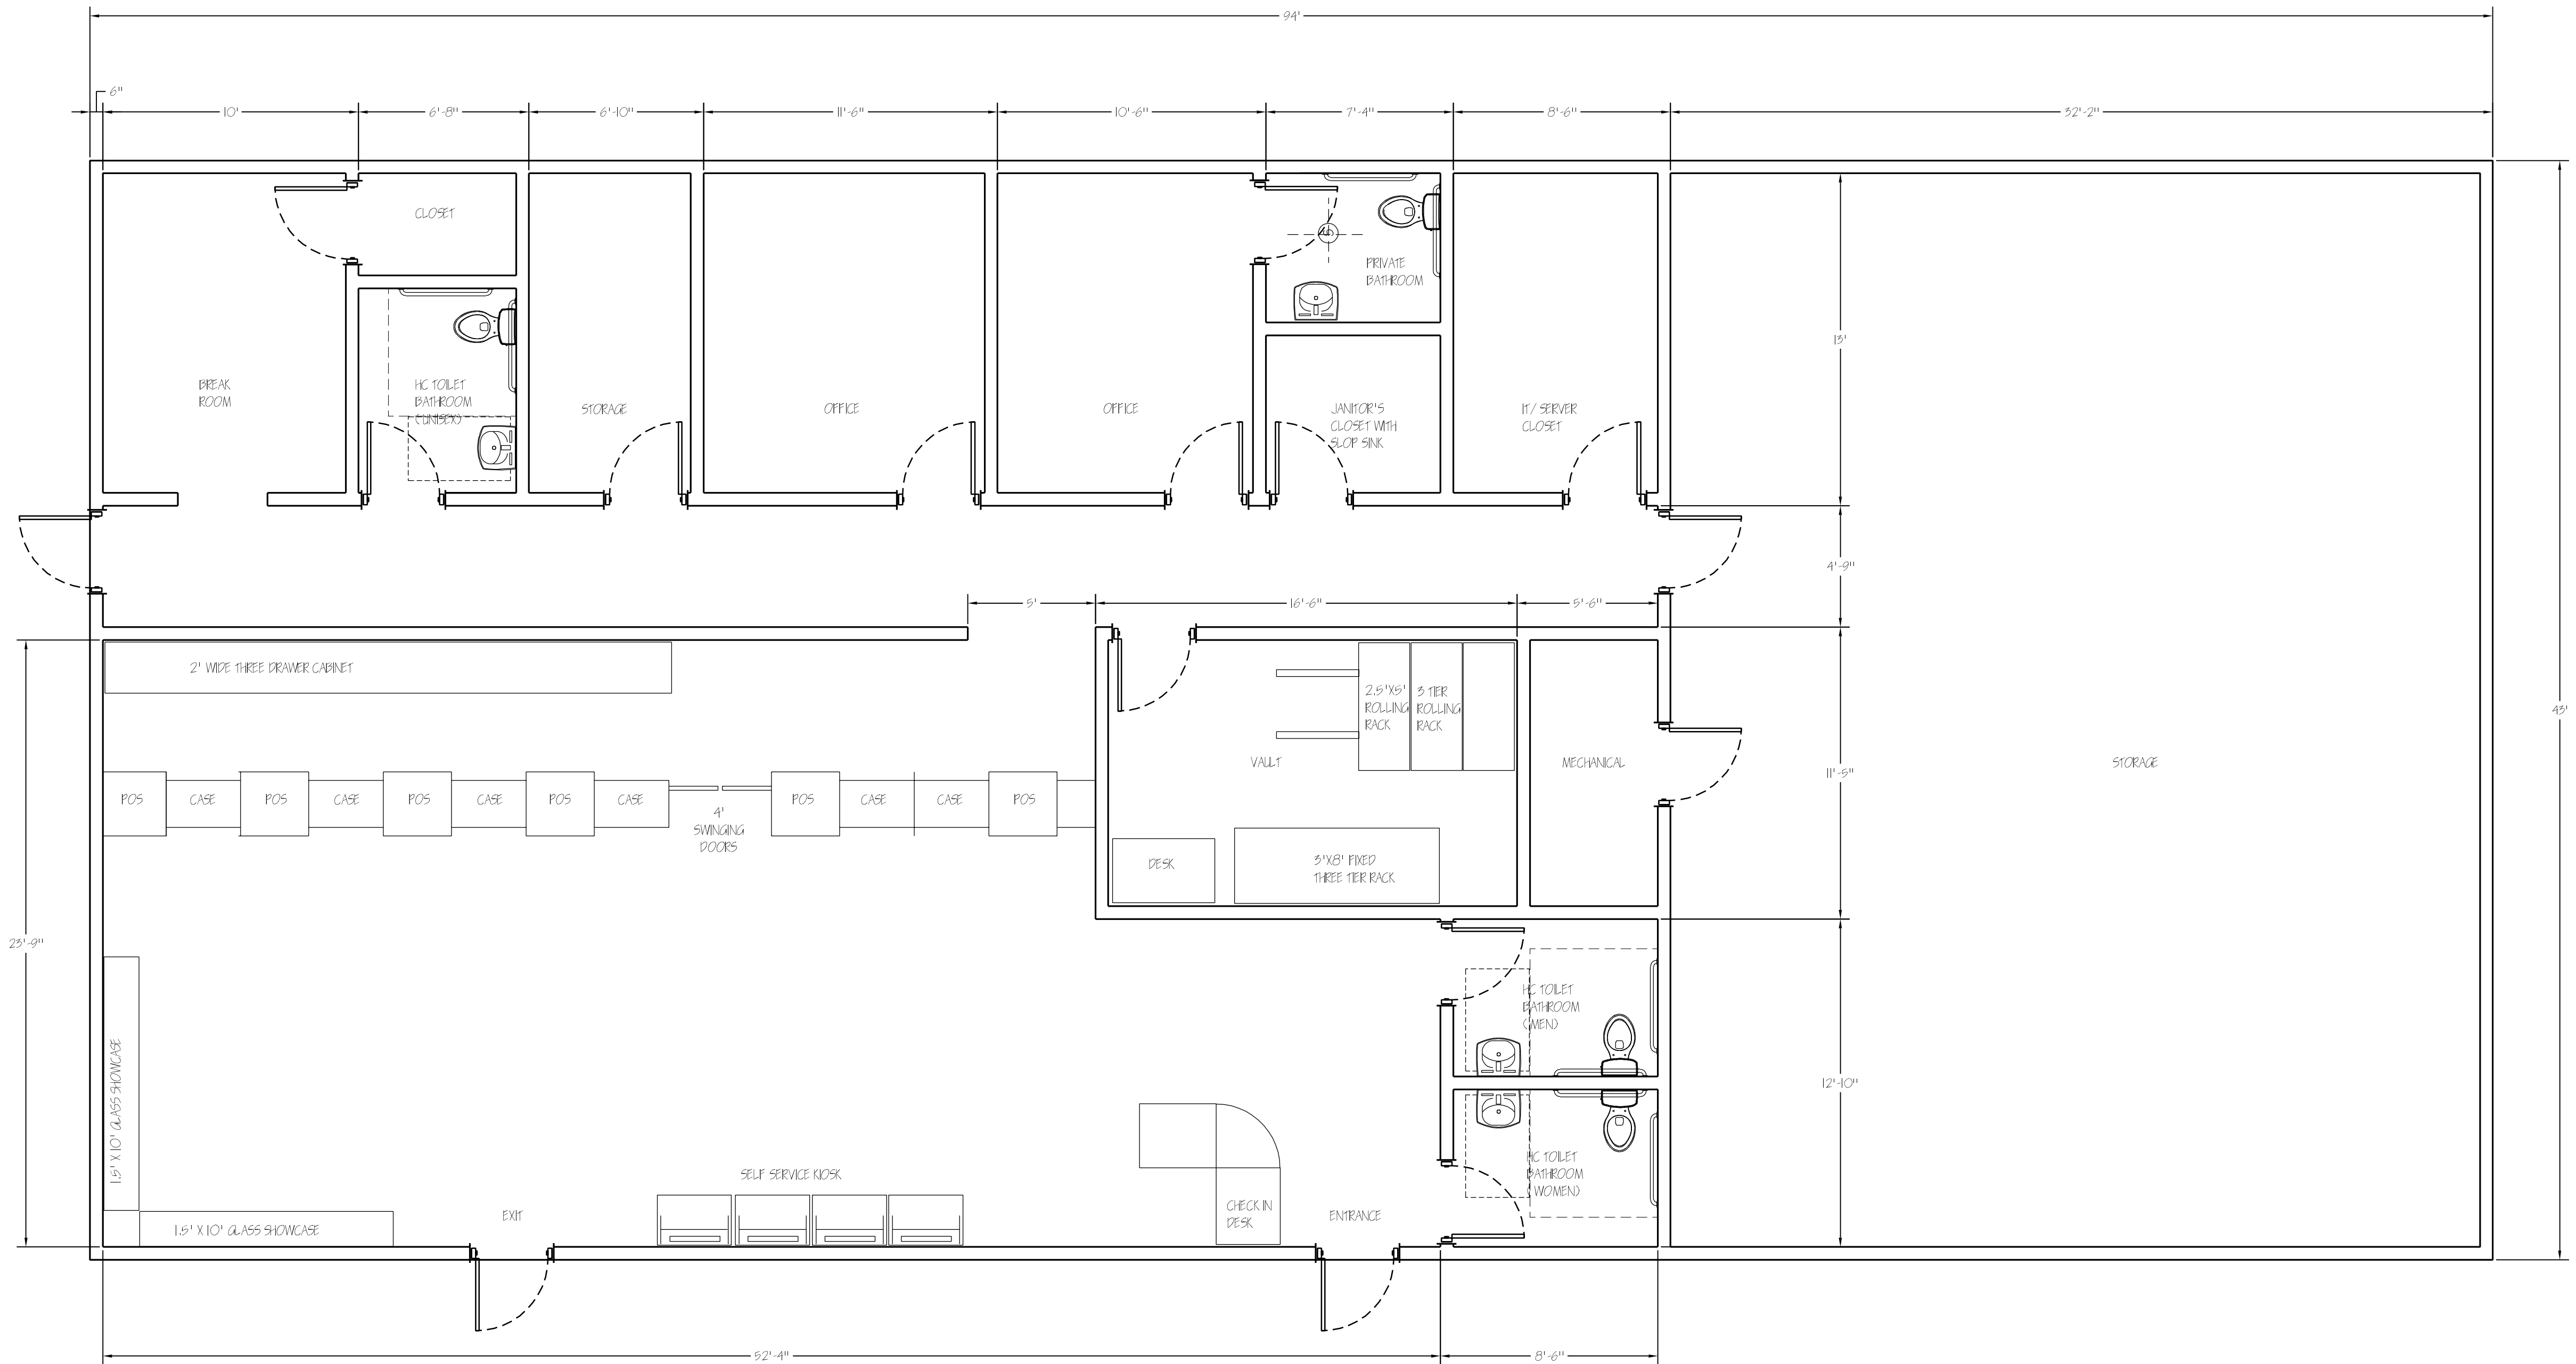 94'
6"
10'
6'-8"
6'-10"
11'-6"
10'-6"
7'-4"
8'-6"
32'-2"
CLOSET
PRIVATE
BATHROOM
13'
BREAK
ROOM
HC TOILET
BATHROOM
(UNISEX)
STORAGE
OFFICE
OFFICE
JANITOR'S
CLOSET WITH
SLOP SINK
IT/ SERVER
CLOSET
4'-9"
5'
16'-6"
5'-6"
2' WIDE THREE DRAWER CABINET
2.5'X5'
ROLLING
RACK
3 TIER
ROLLING
RACK
43'
VAULT
MECHANICAL
11'-5"
STORAGE
POS
CASE
POS
CASE
POS
CASE
POS
CASE
4'
SWINGING
DOORS
POS
CASE
CASE
POS
DESK
3'X8' FIXED
THREE TIER RACK
23'-9"
HC TOILET
BATHROOM
(MEN)
1.5' X 10' GLASS SHOWCASE
12'-10"
SELF SERVICE KIOSK
HC TOILET
BATHROOM
(WOMEN)
1.5' X 10' GLASS SHOWCASE
EXIT
CHECK IN
DESK
ENTRANCE
52'-4"
8'-6"